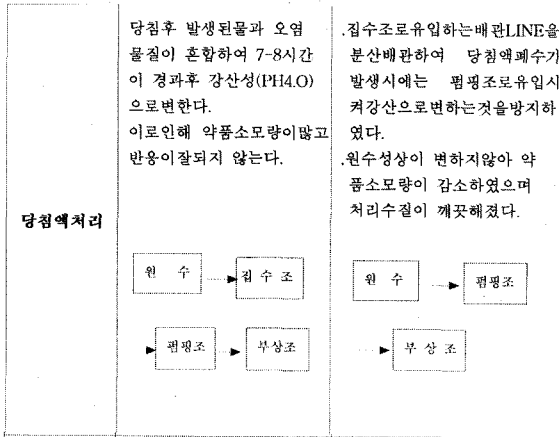 당침액처리
당침후 발생된물과 오염
물질이 혼합하여 7-8시간
이 경과후 강산성(PH4.O)
으로변한다.
이로인해 약품소모량이많고
반응이잘되지 않는다.
원 수
집 수 조
펌핑조
부상조
.집수조로유입하는배관LINE을
분산배관하여 당침액폐수가
발생시에는 펌핑조로유입시
켜강산으로변하는것을방지하
였다.
.원수성상이 변하지않아 약
품소모량이 감소하였으며
처리수질이 깨끗해졌다.
원 수
펌핑조
부 상 조